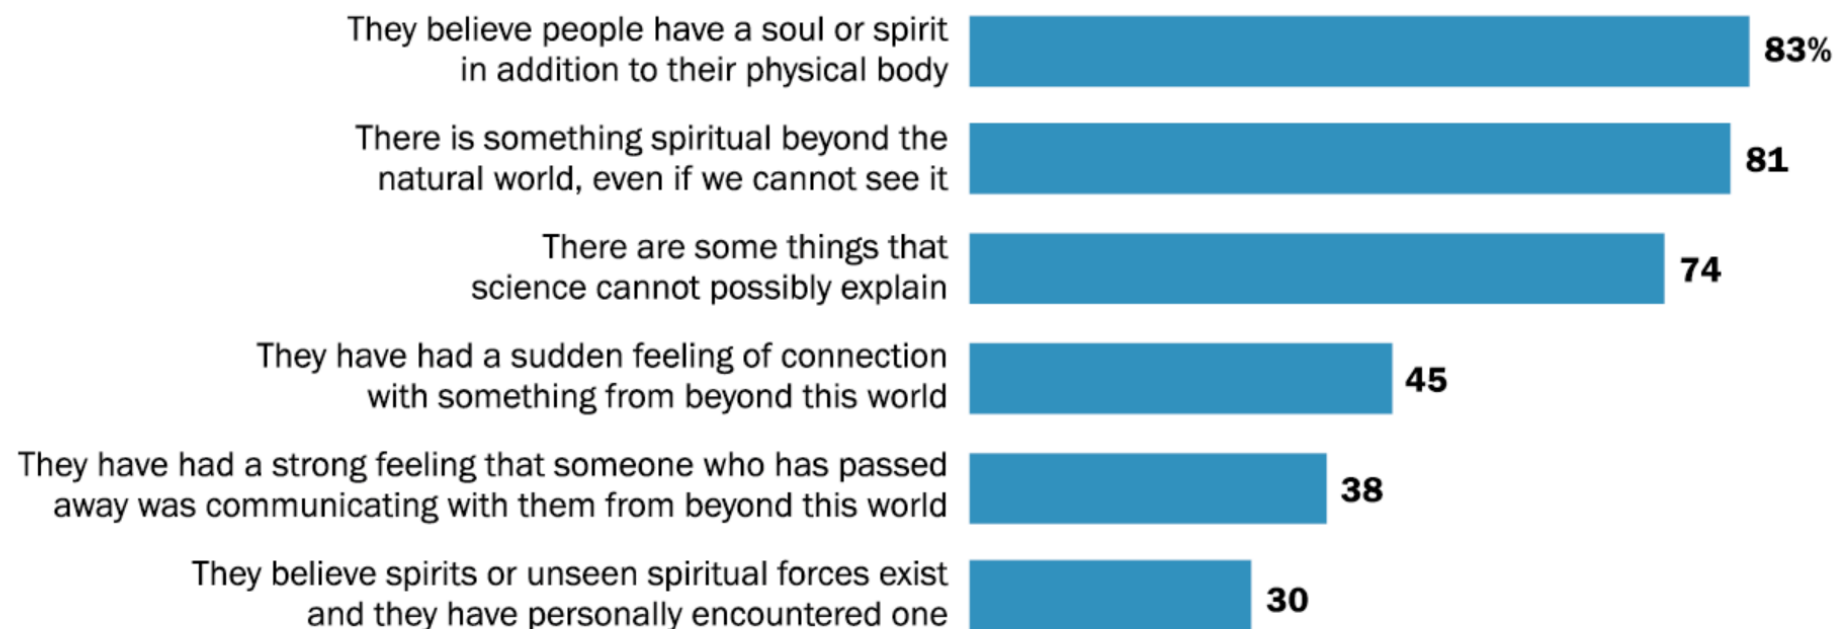 They believe people have a soul or spirit
in addition to their physical body
83%
There is something spiritual beyond the
natural world, even if we cannot see it
81
There are some things that
science cannot possibly explain
74
They have had a sudden feeling of connection
with something from beyond this world
45
They have had a strong feeling that someone who has passed
away was communicating with them from beyond this world
38
They believe spirits or unseen spiritual forces exist
and they have personally encountered one
30